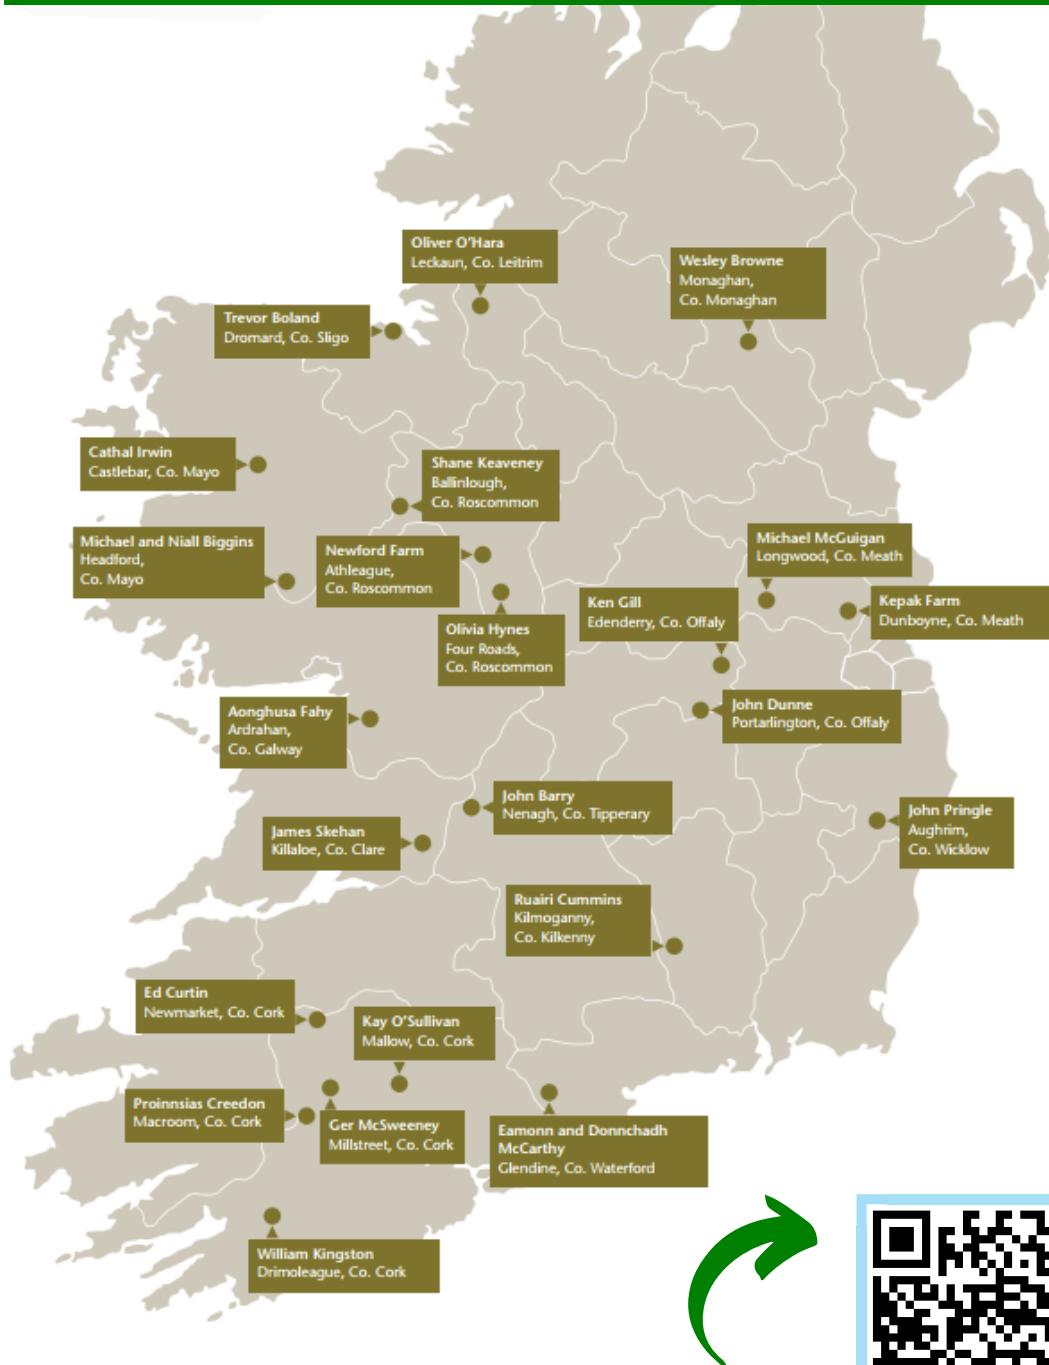 Oliver O'Hara
Leckaun, Co. Leitrim
Wesley Browne
Monaghan,
Co. Monaghan
Trevor Boland
Dromard, Co. Sligo
Cathal Irwin
Castlebar, Co. Mayo
Shane Keaveney
Ballinlough,
Co. Roscommon
Michael and Niall Biggins
Headford,
Co. Mayo
Newford Farm
Athleague,
Co. Roscommon
Michael McGuigan
Longwood, Co. Meath
Ken Gill
Edenderry, Co. Offaly
Kepak Farm
Dunboyne, Co. Meath
Olivia Hynes
Four Roads,
Co. Roscommon
Aonghusa Fahy
Ardrahan,
Co. Galway
John Dunne
Portarlington, Co. Offaly
John Barry
Nenagh, Co. Tipperary
John Pringle
Aughrim,
Co. Wicklow
James Skehan
Killaloe, Co. Clare
Ruairi Cummins
Kilmoganny,
Co. Kilkenny
Ed Curtin
Newmarket, Co. Cork
Kay O'Sullivan
Mallow, Co. Cork
Proinnsias Creedon
Macroom, Co. Cork
Ger McSweeney
Millstreet, Co. Cork
Eamonn and Donnchadh
McCarthy
Glendine, Co. Waterford
William Kingston
Drimoleague, Co. Cork